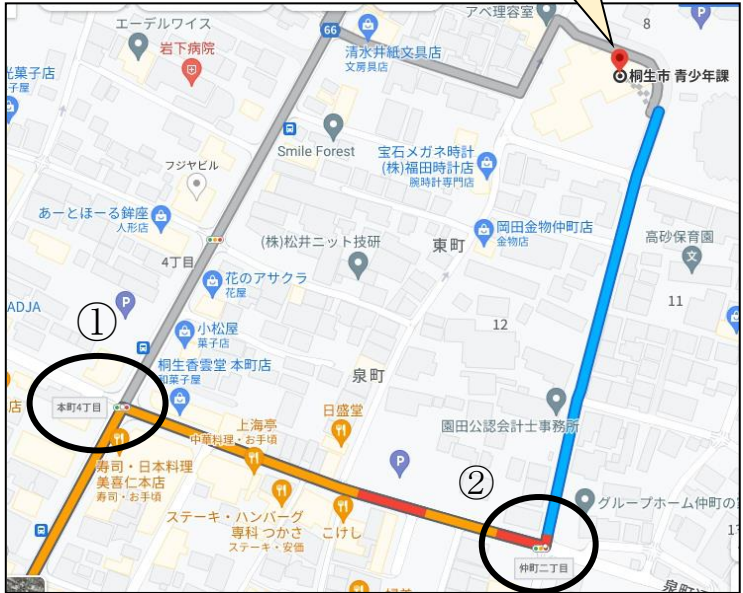 エーデルワイス
岩下病院
アベ理容室
8
P
66
清水井紙文具店
文房具店
桐生市 青少年課
光菓子店
子屋
Smile Forest
宝石メガネ時計
(株)福田時計店
腕時計専門店
フジヤビル
あーとほーる鉾座
人形店
岡田金物仲町店
金物店
東町
(株)松井ニット技研
高砂保育園
文
4丁目
花のアサクラ
花屋
ADJA
P
11
①
小松屋
菓子店
12
桐生香雲堂 本町店
和菓子屋
泉町
本町4丁目
店
日盛堂
上海亭
中華料理・お手頃
園田公認会計士事務所
寿司・日本料理
美喜仁本店
寿司・お手頃
P
②
グループホーム仲町の
ステーキ・ハンバーグ
専科 つかさ
ステーキ・安価
こけし
仲町二丁目